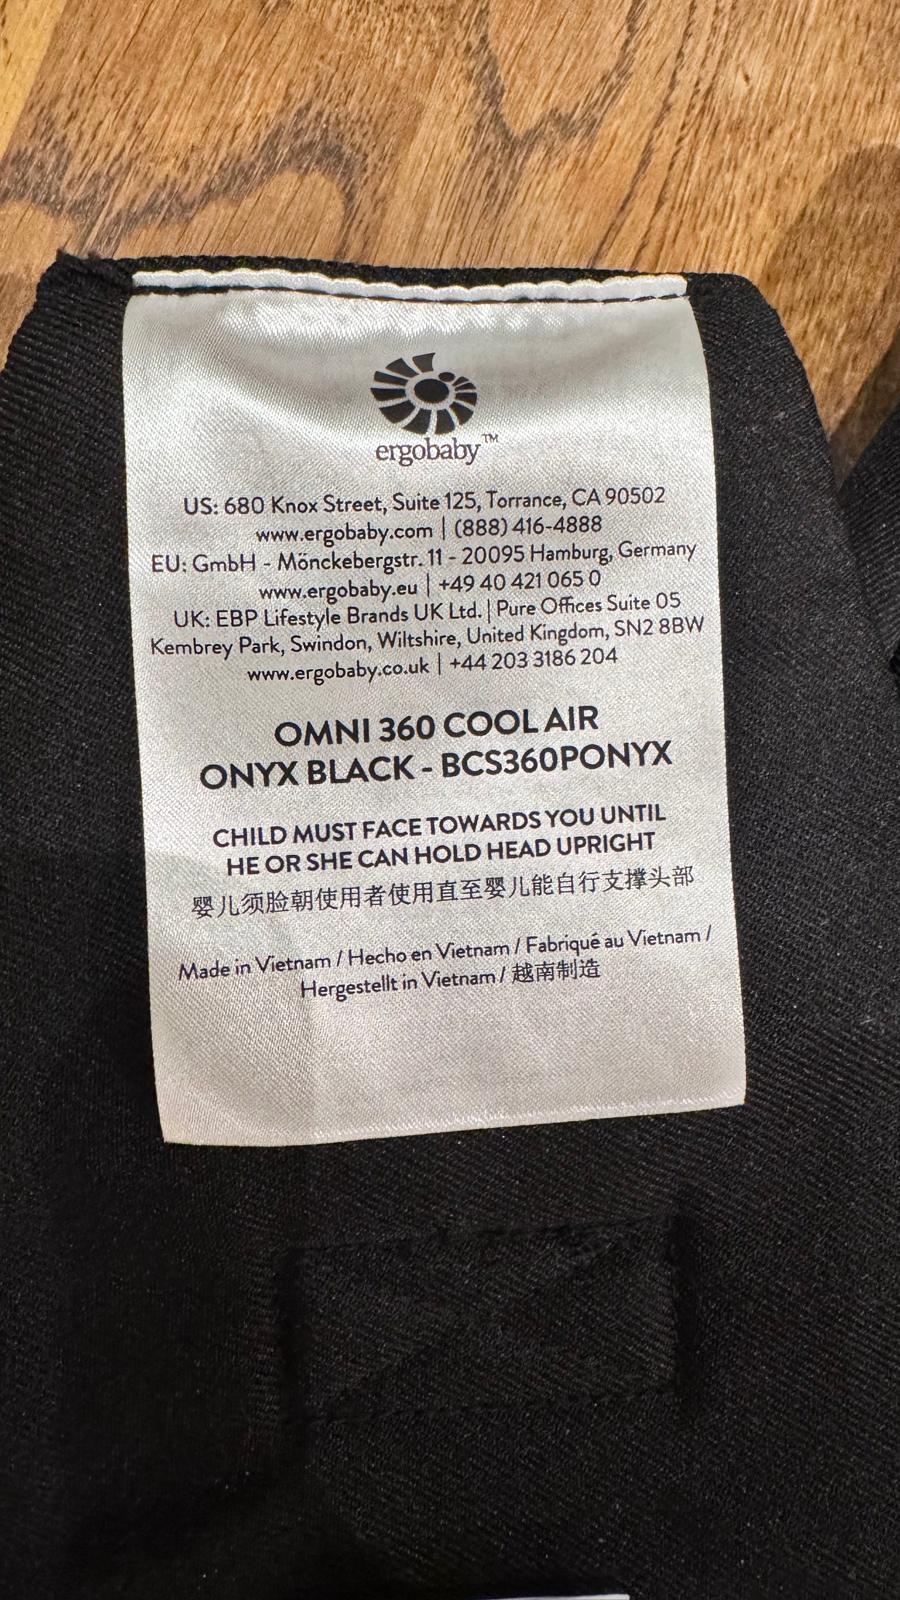 ergobaby™
US: 680 Knox Street, Suite 125, Torrance, CA 90502
www.ergobaby.com | (888) 416-4888
EU: GmbH - Mönckebergstr. 11 - 20095 Hamburg, Germany
www.ergobaby.eu | +49 40 421 065 0
UK: EBP Lifestyle Brands UK Ltd. | Pure Offices Suite 05
Kembrey Park, Swindon, Wiltshire, United Kingdom, SN2 8BW
www.ergobaby.co.uk | +44 203 3186 204
OMNI 360 COOL AIR
ONYX BLACK - BCS360PONYX
CHILD MUST FACE TOWARDS YOU UNTIL
HE OR SHE CAN HOLD HEAD UPRIGHT
婴儿须脸朝使用者使用直至婴儿能自行支撑头部
Made in Vietnam / Hecho en Vietnam / Fabriqué au Vietnam /
Hergestellt in Vietnam / 越南制造